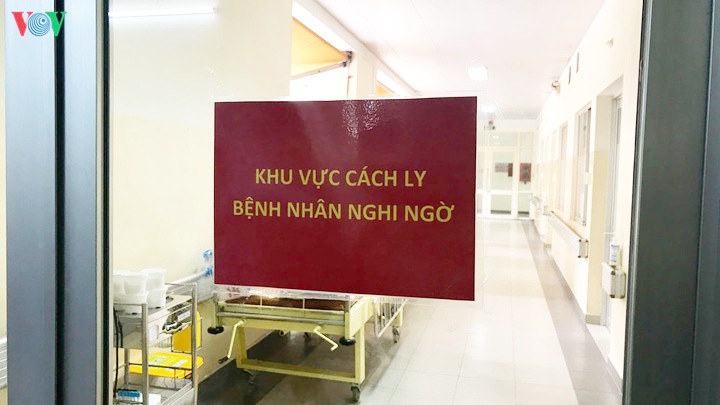 VOV
KHU VỰC CÁCH LY
BỆNH NHÂN NGHI NGỜ